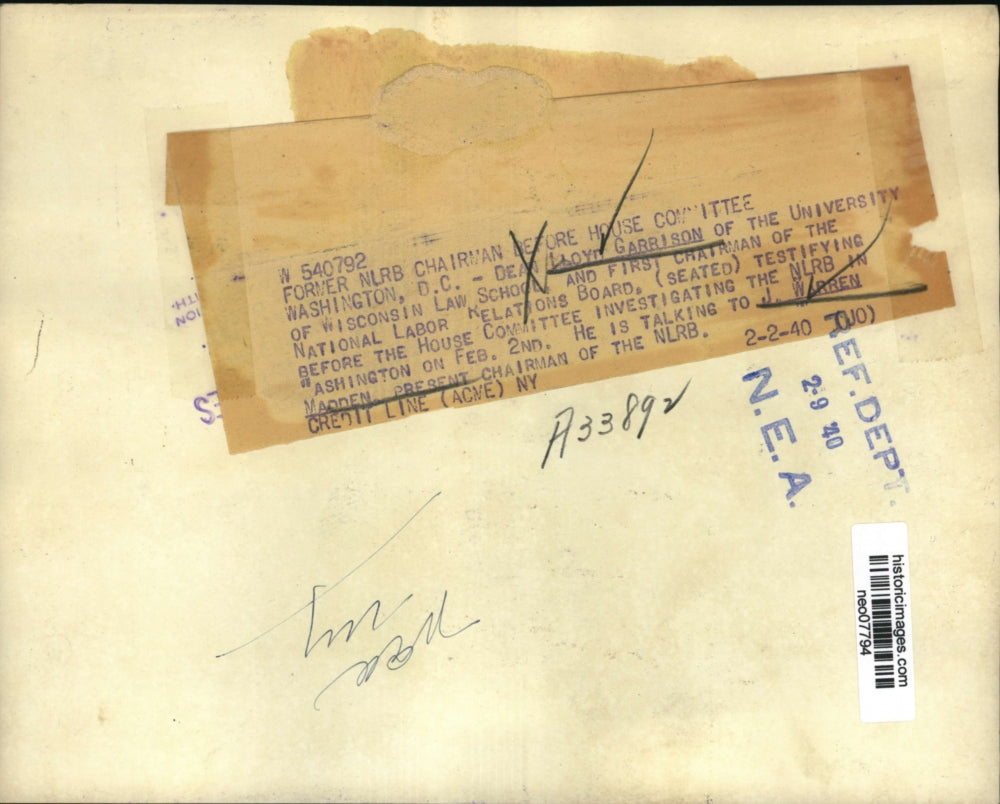 W 540792
FORMER NLRB CHAIRMAN BEFORE HOUSE COMMITTEE
WASHINGTON, D.C. - DEAN LLOYD GARRISON OF THE UNIVERSITY
OF WISCONSIN LAW SCHOOL AND FIRST CHAIRMAN OF THE
NATIONAL LABOR RELATIONS BOARD, (SEATED) TESTIFYING
BEFORE THE HOUSE COMMITTEE INVESTIGATING THE NLRB IN
WASHINGTON ON FEB. 2ND. HE IS TALKING TO J. WARREN
MADDEN, PRESENT CHAIRMAN OF THE NLRB.
CREDIT LINE (ACME) NY 2-2-40 (JO)
A3389
REF. DEPT.
2-9 40
N.E.A.
historicimages.com
neo07794